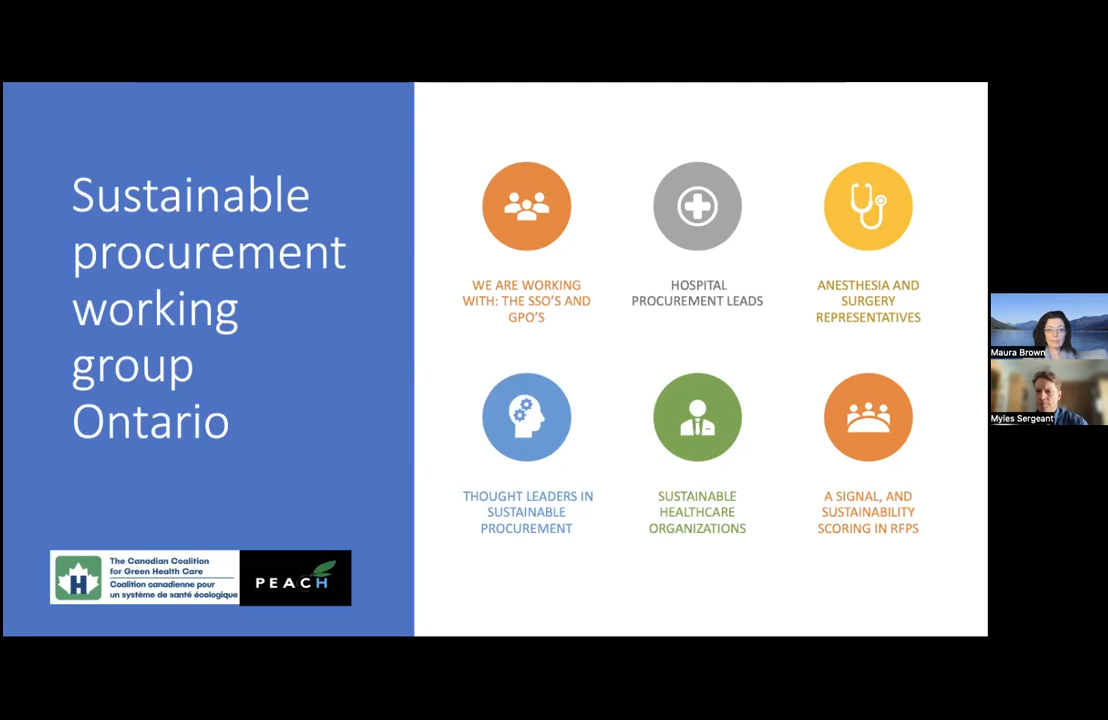 Sustainable
procurement
working
group
Ontario
WE ARE WORKING
WITH: THE SSO'S AND
GPO'S
HOSPITAL
PROCUREMENT LEADS
ANESTHESIA AND
SURGERY
REPRESENTATIVES
THOUGHT LEADERS IN
SUSTAINABLE
PROCUREMENT
SUSTAINABLE
HEALTHCARE
ORGANIZATIONS
A SIGNAL, AND
SUSTAINABILITY
SCORING IN RFPS
H
The Canadian Coalition
for Green Health Care
Coalition canadienne pour
un système de santé écologique
PEACH
Maura Brown
Myles Sergeant